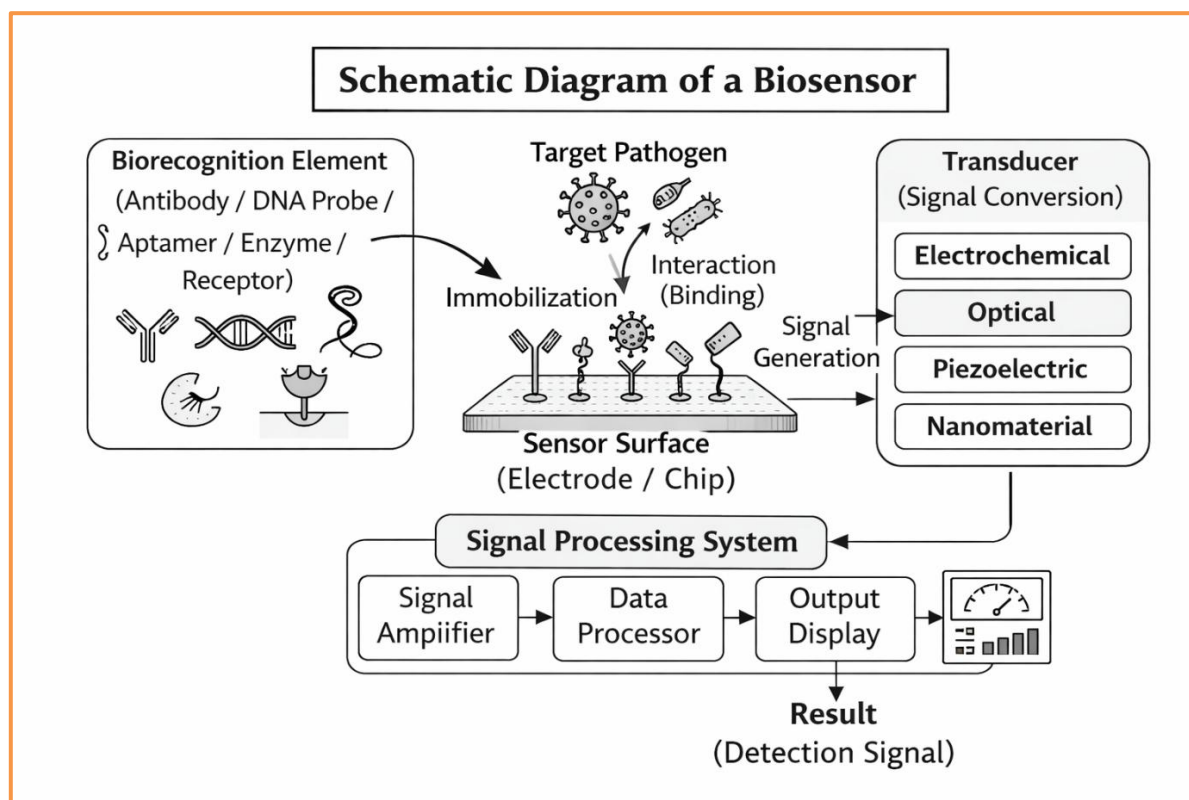 Schematic Diagram of a Biosensor
Biorecognition Element
(Antibody / DNA Probe /
Aptamer / Enzyme /
Receptor)
Target Pathogen
Immobilization
Interaction
(Binding)
Sensor Surface
(Electrode / Chip)
Signal
Generation
Transducer
(Signal Conversion)
Electrochemical
Optical
Piezoelectric
Nanomaterial
Signal Processing System
Signal
Ampiifier
Data
Processor
Output
Display
Result
(Detection Signal)